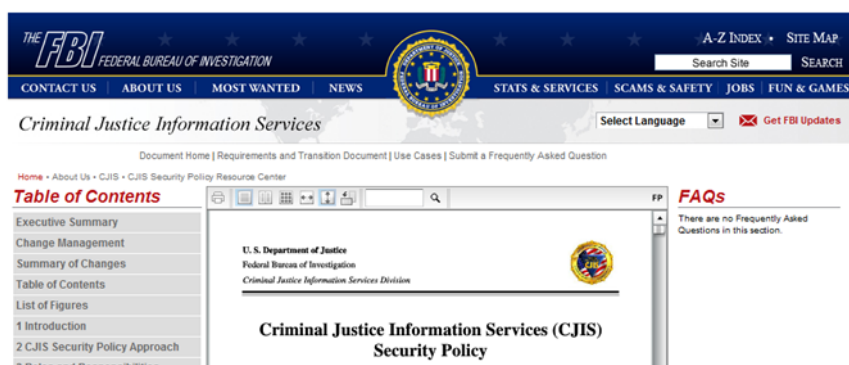 THE FBI FEDERAL BUREAU OF INVESTIGATION
A-Z INDEX • SITE MAP
Search Site SEARCH
CONTACT US | ABOUT US | MOST WANTED | NEWS STATS & SERVICES | SCAMS & SAFETY | JOBS | FUN & GAMES
Criminal Justice Information Services
Select Language Get FBI Updates
Document Home | Requirements and Transition Document | Use Cases | Submit a Frequently Asked Question
Home • About Us • CJIS • CJIS Security Policy Resource Center
Table of Contents
Executive Summary
Change Management
Summary of Changes
Table of Contents
List of Figures
1 Introduction
2 CJIS Security Policy Approach
FP
U. S. Department of Justice
Federal Bureau of Investigation
Criminal Justice Information Services Division
CJIS
Criminal Justice Information Services (CJIS)
Security Policy
FAQs
There are no Frequently Asked
Questions in this section.